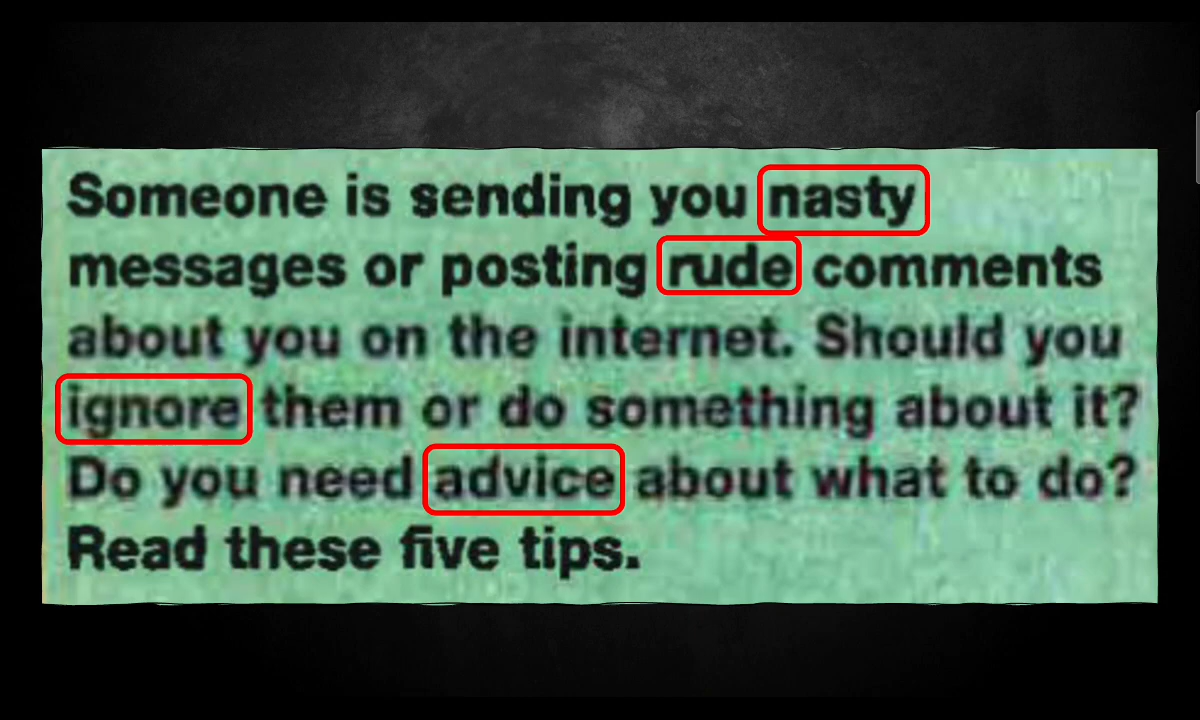 Someone is sending you nasty
messages or posting rude comments
about you on the internet. Should you
ignore them or do something about it?
Do you need advice about what to do?
Read these five tips.